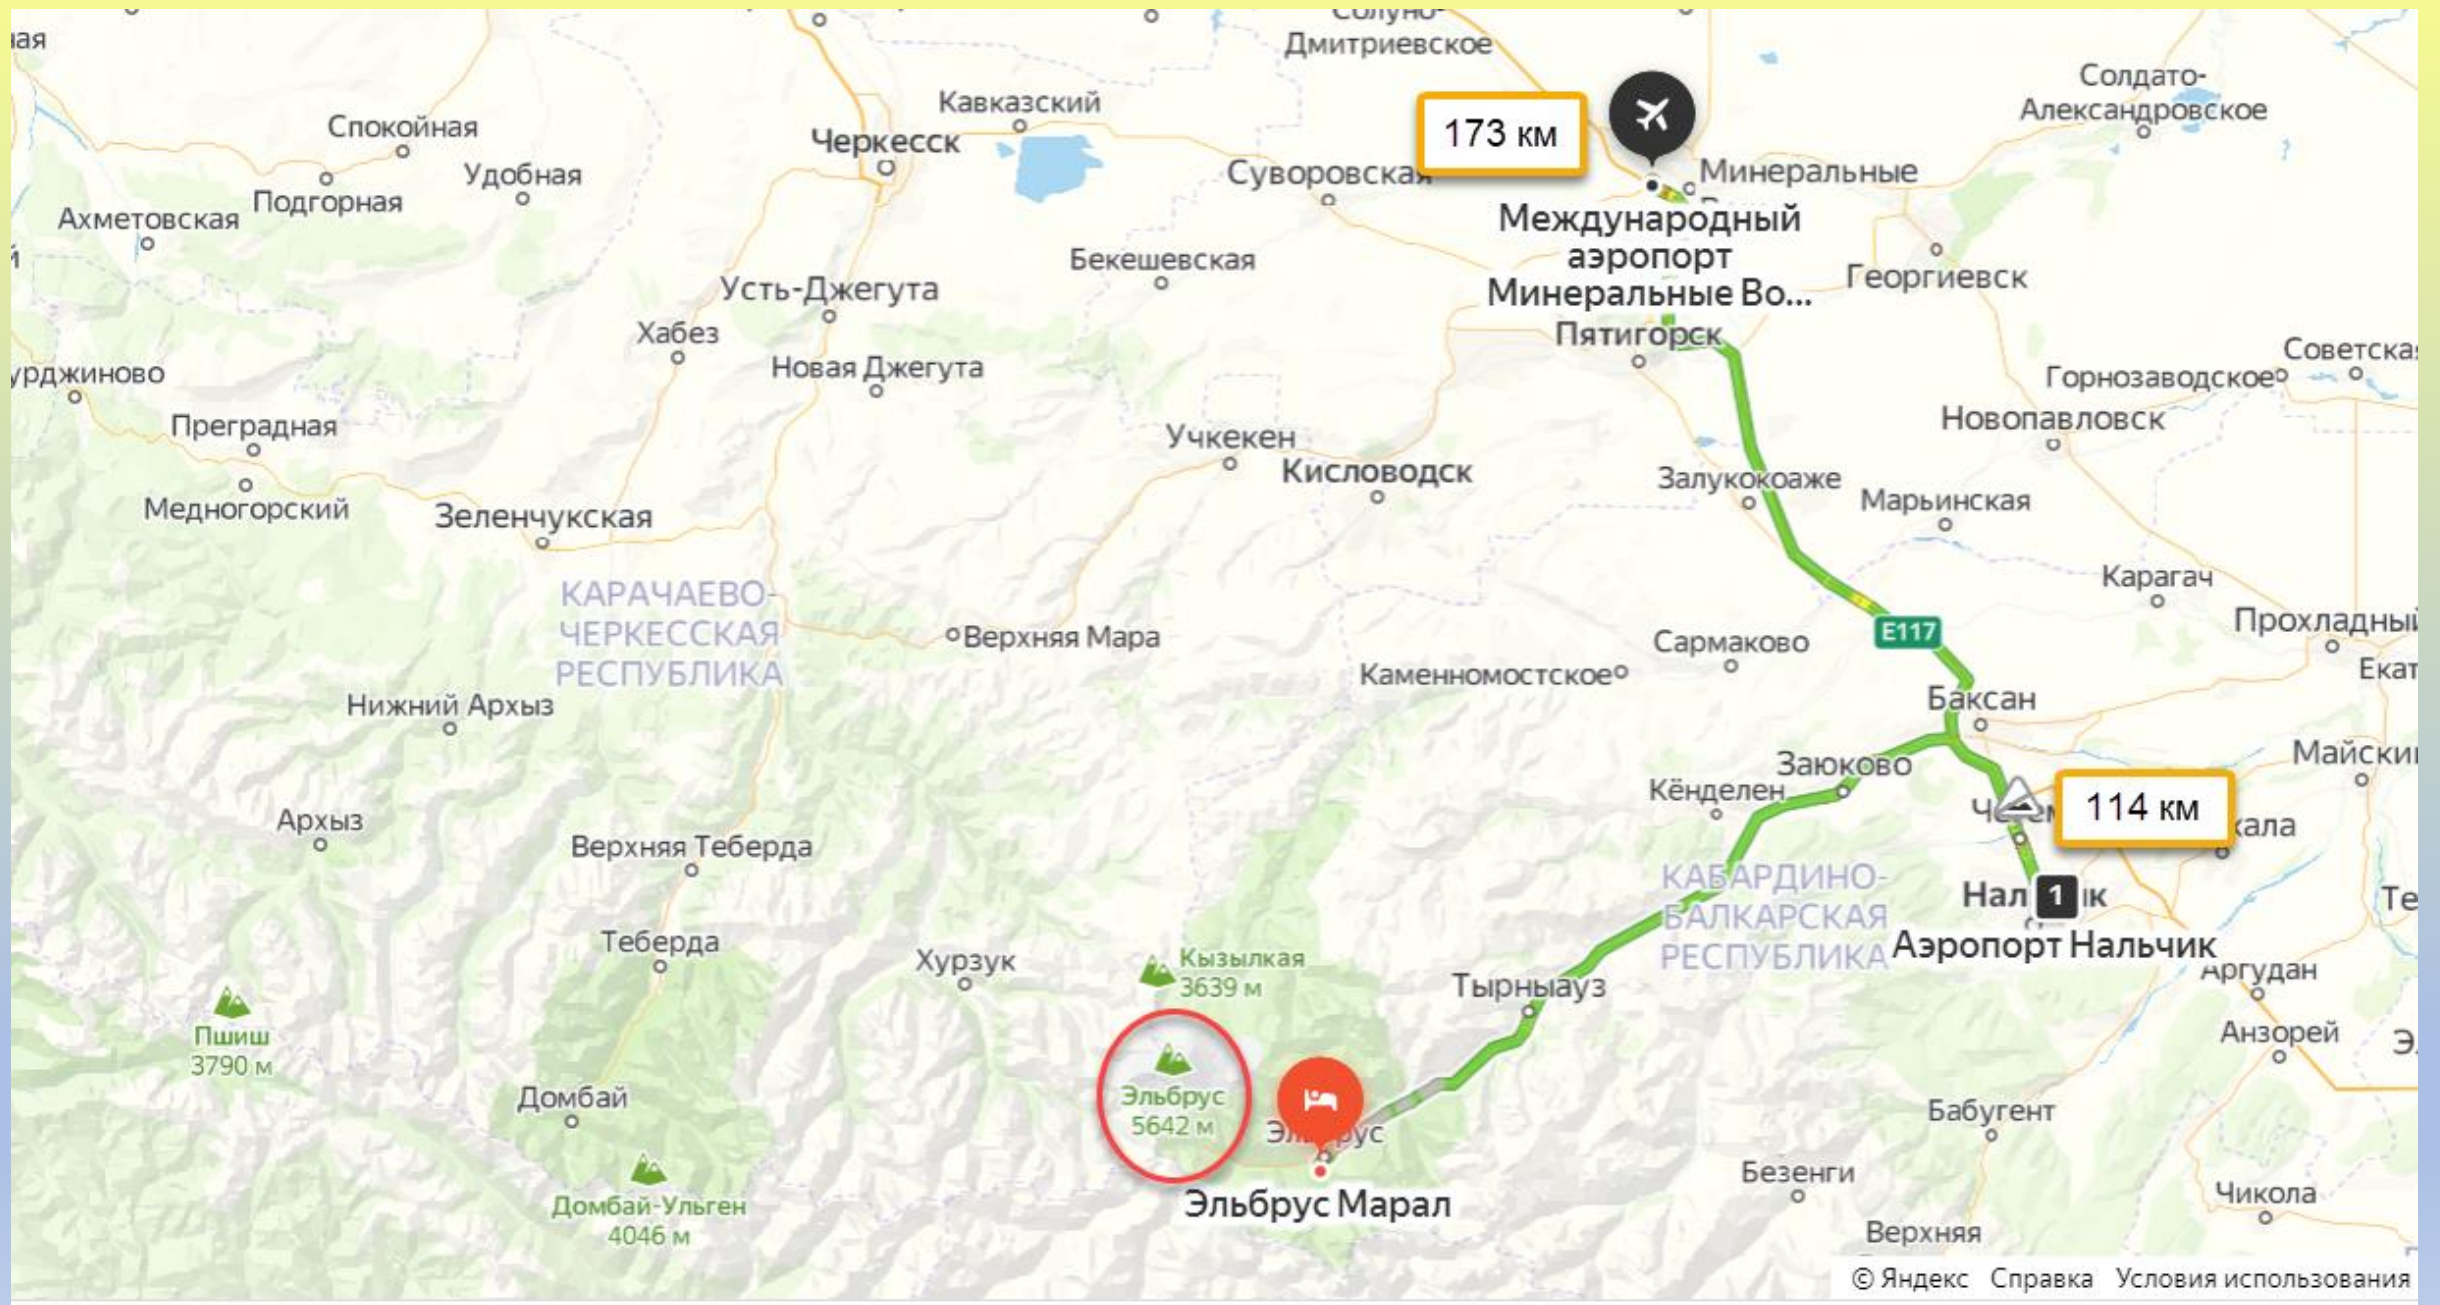 Солуно-
Дмитриевское
Солдато-
Александровское
Кавказский
Спокойная
Черкесск
173 км
Удобная
Суворовская
Минеральные
Подгорная
Ахметовская
Международный
аэропорт
Минеральные Во...
Бекешевская
Георгиевск
Усть-Джегута
Хабез
Пятигорск
Новая Джегута
Горнозаводское
Новопавловск
Преградная
Учкекен
Кисловодск
Залукокоаже
Марьинская
Медногорский
Зеленчукская
Карагач
КАРАЧАЕВО-
ЧЕРКЕССКАЯ
РЕСПУБЛИКА
Прохладный
E117
Верхняя Мара
Сармаково
Каменномостское
Нижний Архыз
Баксан
Заюково
Кёнделен
114 км
Архыз
Верхняя Теберда
КАБАРДИНО-
БАЛКАРСКАЯ
РЕСПУБЛИКА
1
Аэропорт Нальчик
Теберда
Хурзук
Кызылкая
3639 м
Тырныауз
Аргудан
Пшиш
3790 м
Анзорей
Эльбрус
5642 м
Домбай
Эльбрус
Бабугент
Домбай-Ульген
4046 м
Эльбрус Марал
Безенги
Чикола
Верхняя
© Яндекс Справка Условия использования